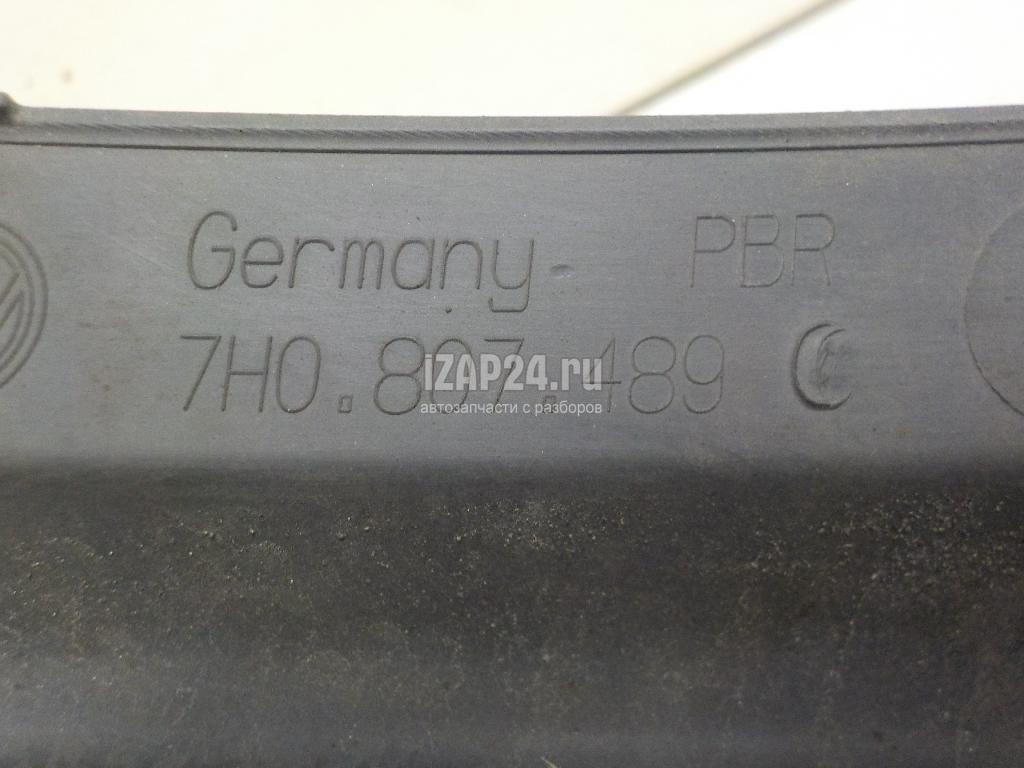 Germany PBR
7H0.807.489 C
iZAP24.ru
автозапчасти с разборов